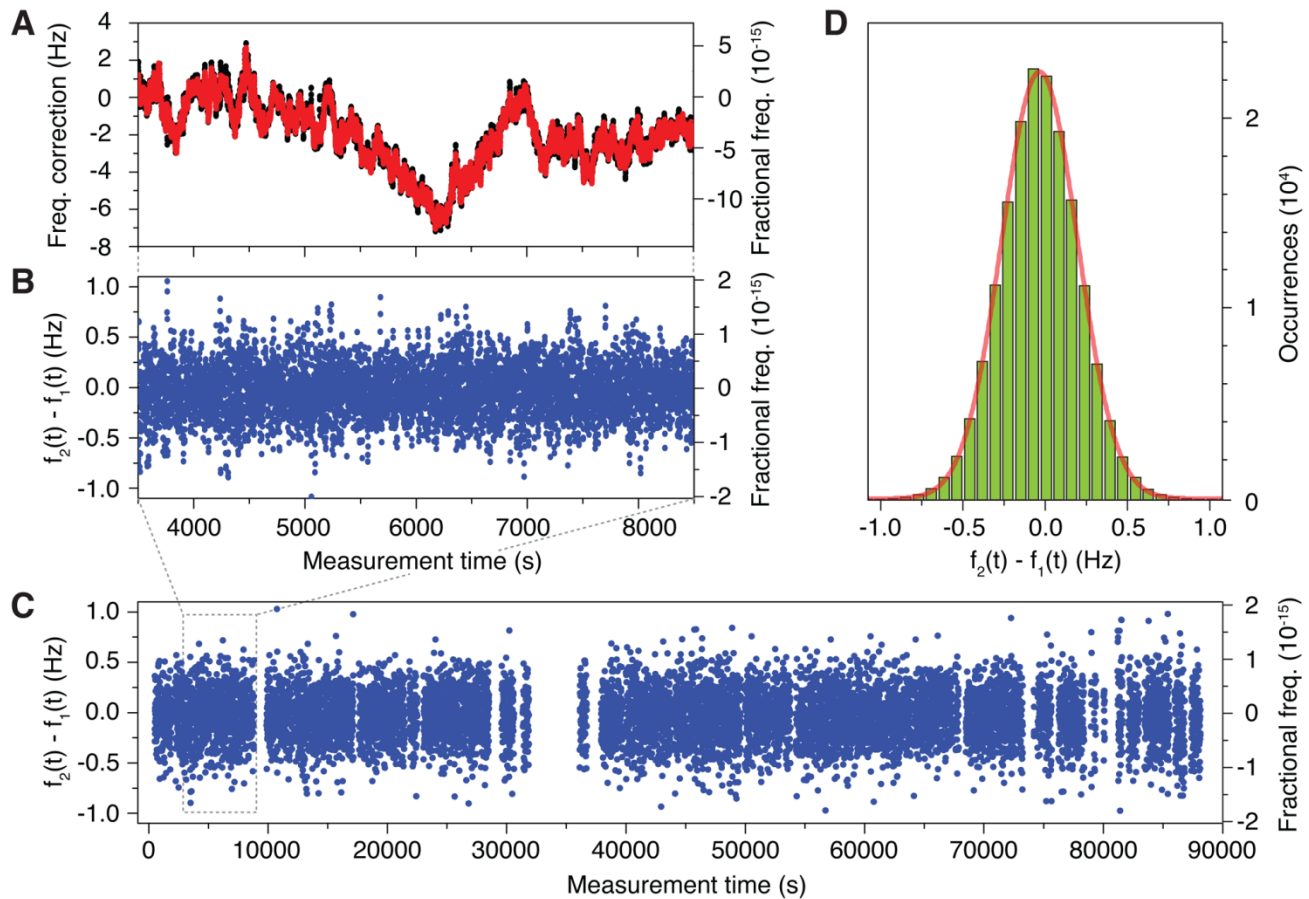 A
Freq. correction (Hz)
4
2
0
-2
-4
-6
-8
5
0
-5
-10
Fractional freq. (10⁻¹⁵)
B
f₂(t) - f₁(t) (Hz)
1.0
0.5
0.0
-0.5
-1.0
2
1
0
-1
-2
Fractional freq. (10⁻¹⁵)
4000 5000 6000 7000 8000
Measurement time (s)
D
2
1
0
Occurrences (10⁴)
-1.0 -0.5 0.0 0.5 1.0
f₂(t) - f₁(t) (Hz)
C
f₂(t) - f₁(t) (Hz)
1.0
0.5
0.0
-0.5
-1.0
2
1
0
-1
-2
Fractional freq. (10⁻¹⁵)
0 10000 20000 30000 40000 50000 60000 70000 80000 90000
Measurement time (s)